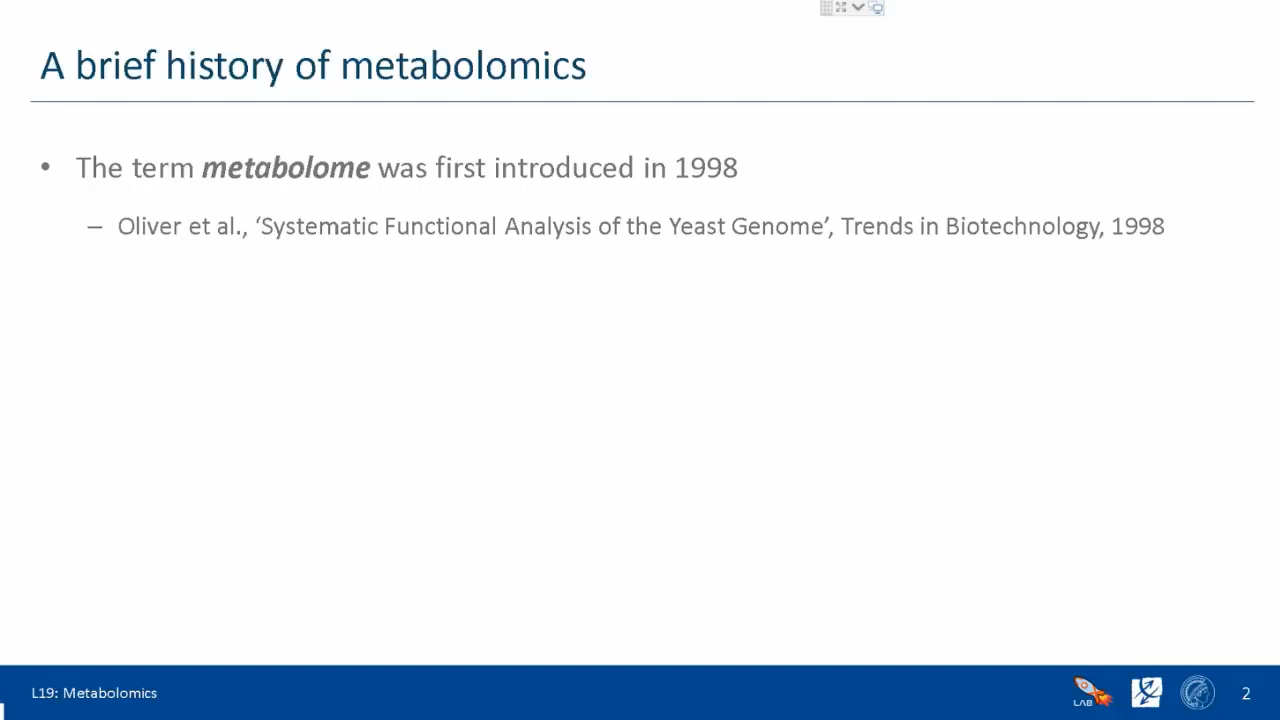 A brief history of metabolomics
• The term metabolome was first introduced in 1998
– Oliver et al., ‘Systematic Functional Analysis of the Yeast Genome’, Trends in Biotechnology, 1998
L19: Metabolomics
LAB
2